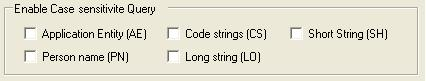 Enable Case sensitivite Query
Application Entity (AE) Code strings (CS) Short String (SH)
Person name (PN) Long string (LO)